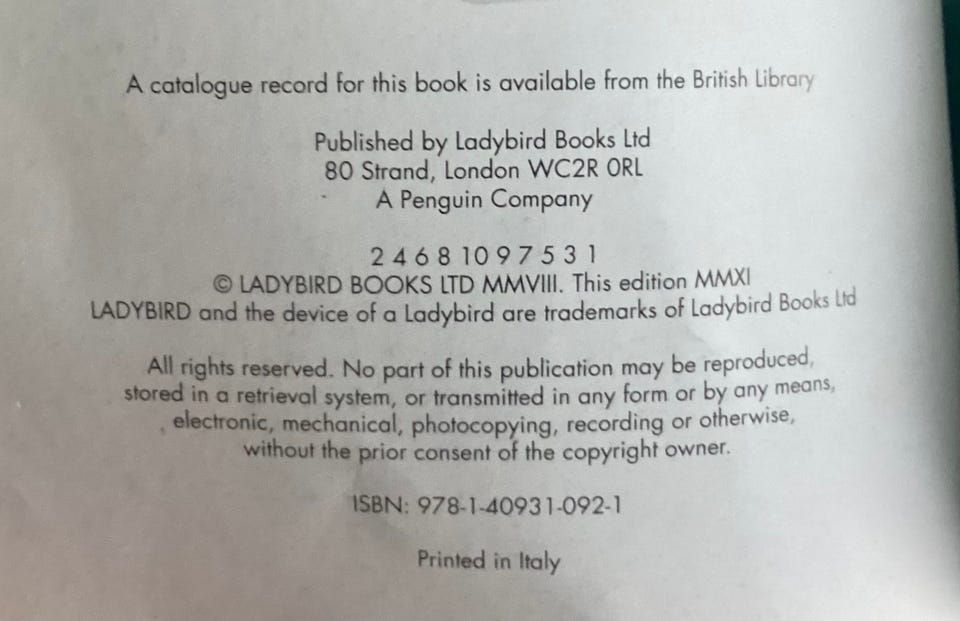 A catalogue record for this book is available from the British Library
Published by Ladybird Books Ltd
80 Strand, London WC2R 0RL
A Penguin Company
2 4 6 8 10 9 7 5 3 1
© LADYBIRD BOOKS LTD MMVIII. This edition MMXI
LADYBIRD and the device of a Ladybird are trademarks of Ladybird Books Ltd
All rights reserved. No part of this publication may be reproduced,
stored in a retrieval system, or transmitted in any form or by any means,
electronic, mechanical, photocopying, recording or otherwise,
without the prior consent of the copyright owner.
ISBN: 978-1-40931-092-1
Printed in Italy